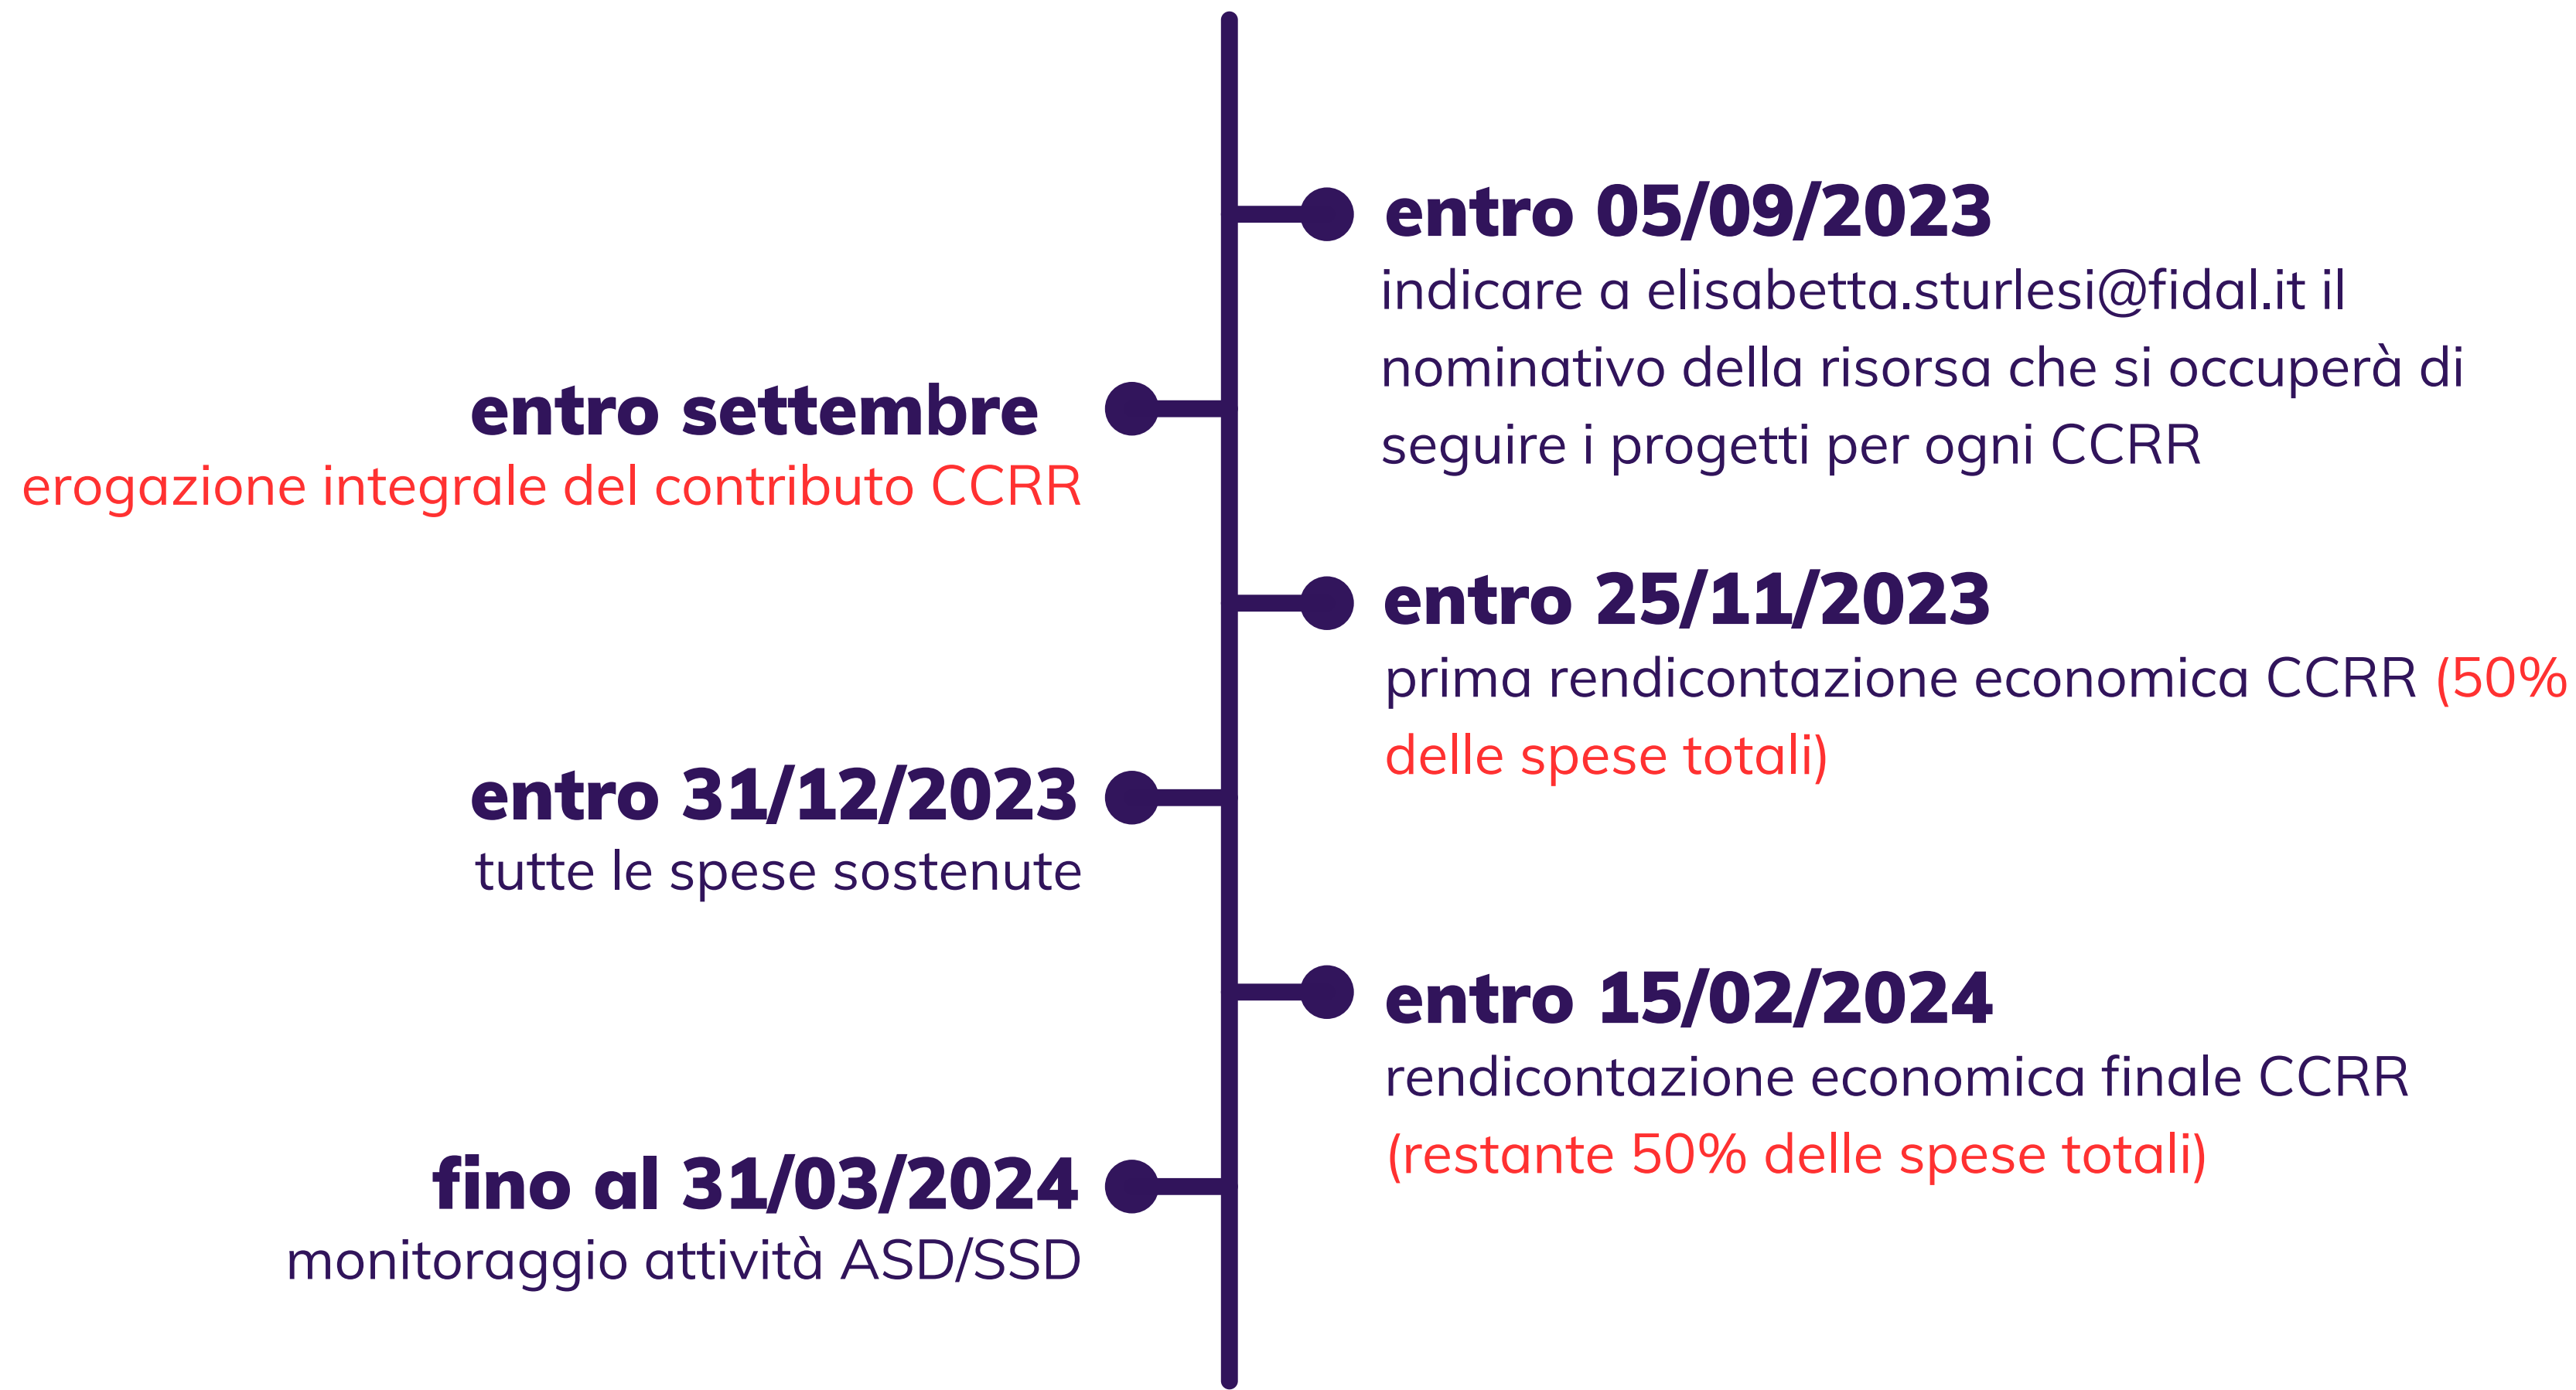 entro 05/09/2023
indicare a elisabetta.sturlesi@fidal.it il
nominativo della risorsa che si occuperà di
seguire i progetti per ogni CCRR
entro settembre
erogazione integrale del contributo CCRR
entro 25/11/2023
prima rendicontazione economica CCRR (50%
delle spese totali)
entro 31/12/2023
tutte le spese sostenute
entro 15/02/2024
rendicontazione economica finale CCRR
(restante 50% delle spese totali)
fino al 31/03/2024
monitoraggio attività ASD/SSD